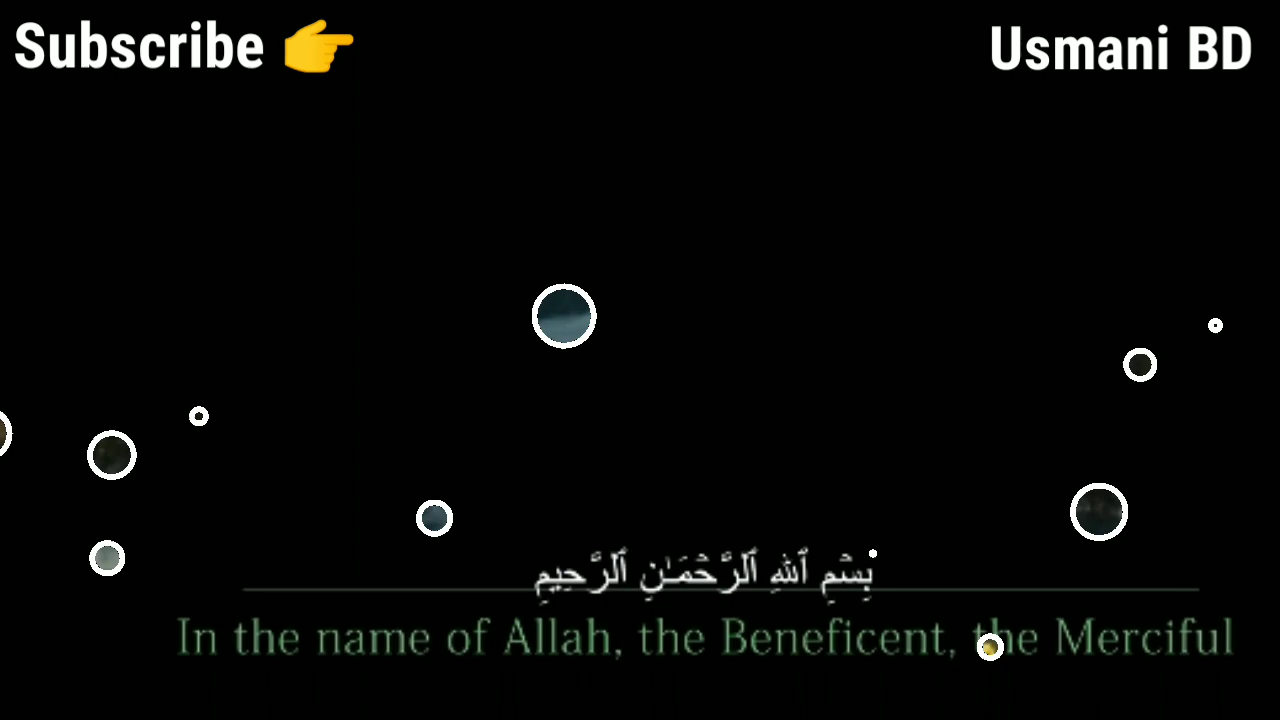 Subscribe 👉 Usmani BD
بِسْمِ ٱللَّهِ ٱلرَّحْمَـٰنِ ٱلرَّحِيمِ
In the name of Allah, the Beneficent, the Merciful